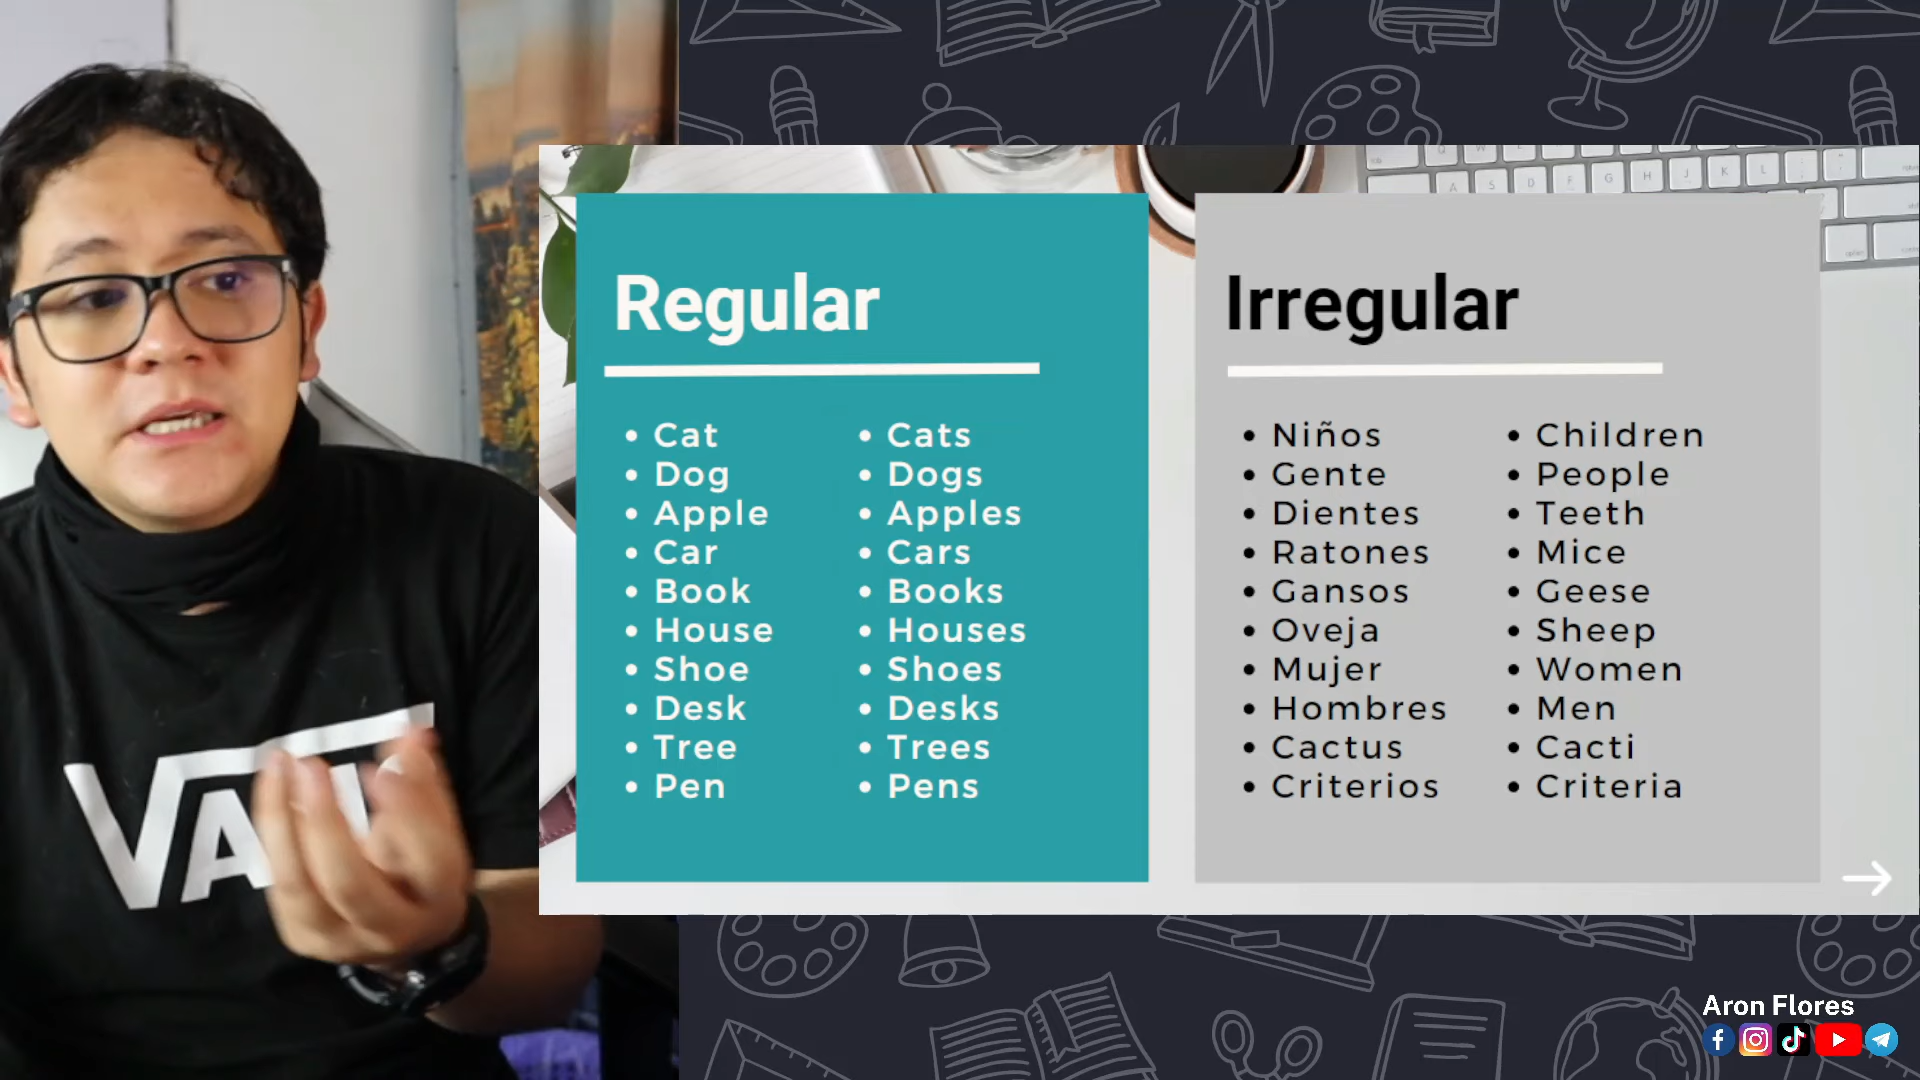 Regular
Cat
Dog
Apple
Car
Book
House
Shoe
Desk
Tree
Pen
Cats
Dogs
Apples
Cars
Books
Houses
Shoes
Desks
Trees
Pens
Irregular
Niños
Gente
Dientes
Ratones
Gansos
Oveja
Mujer
Hombres
Cactus
Criterios
Children
People
Teeth
Mice
Geese
Sheep
Women
Men
Cacti
Criteria
Aron Flores